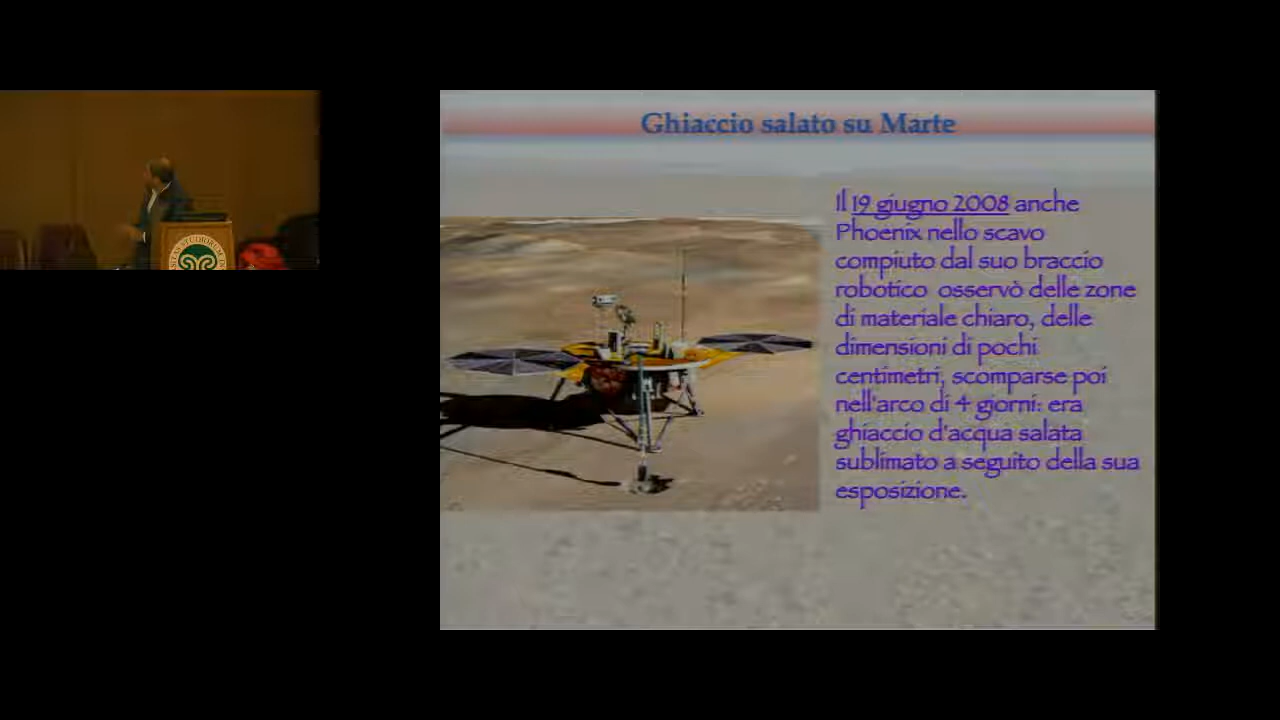 Ghiaccio salato su Marte
Il 19 giugno 2008 anche
Phoenix nello scavo
compiuto dal suo braccio
robotico osservò delle zone
di materiale chiaro, delle
dimensioni di pochi
centimetri, scomparse poi
nell'arco di 4 giorni: era
ghiaccio d'acqua salata
sublimato a seguito della sua
esposizione.